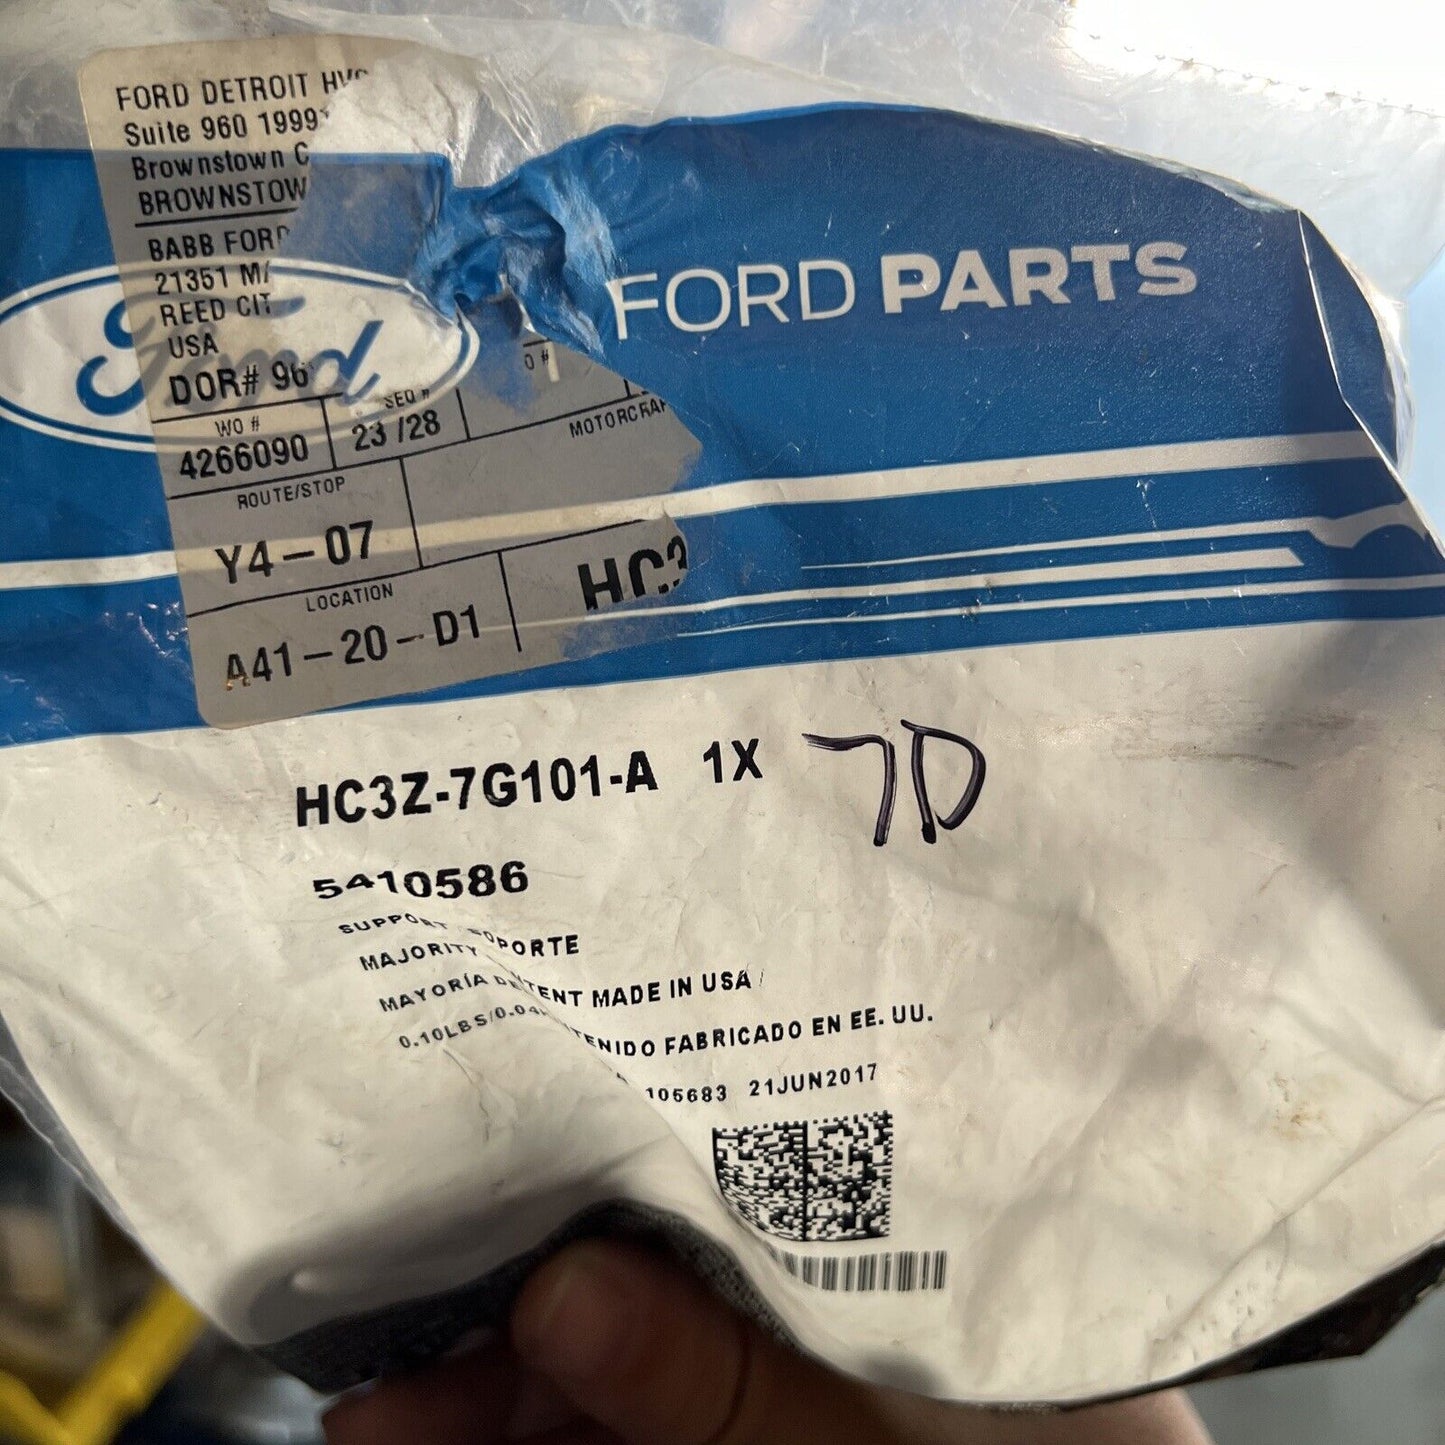 FORD DETROIT HVC
Suite 960 1999
Brownstown C
BROWNSTOW
BABB FORD
21351 M
REED CIT
USA
DOR# 96
WO #
4266090
SEQ #
23 /28
O #
MOTORCRAF
ROUTE/STOP
Y4-07
LOCATION
A41-20-D1
HC3
Ford
FORD PARTS
HC3Z-7G101-A 1X 7D
5410586
SUPPORT SOPORTE
MAJORITY TENT MADE IN USA
MAYORÍA DE TENIDO FABRICADO EN EE. UU.
0.10LBS/0.04 105683 21JUN2017